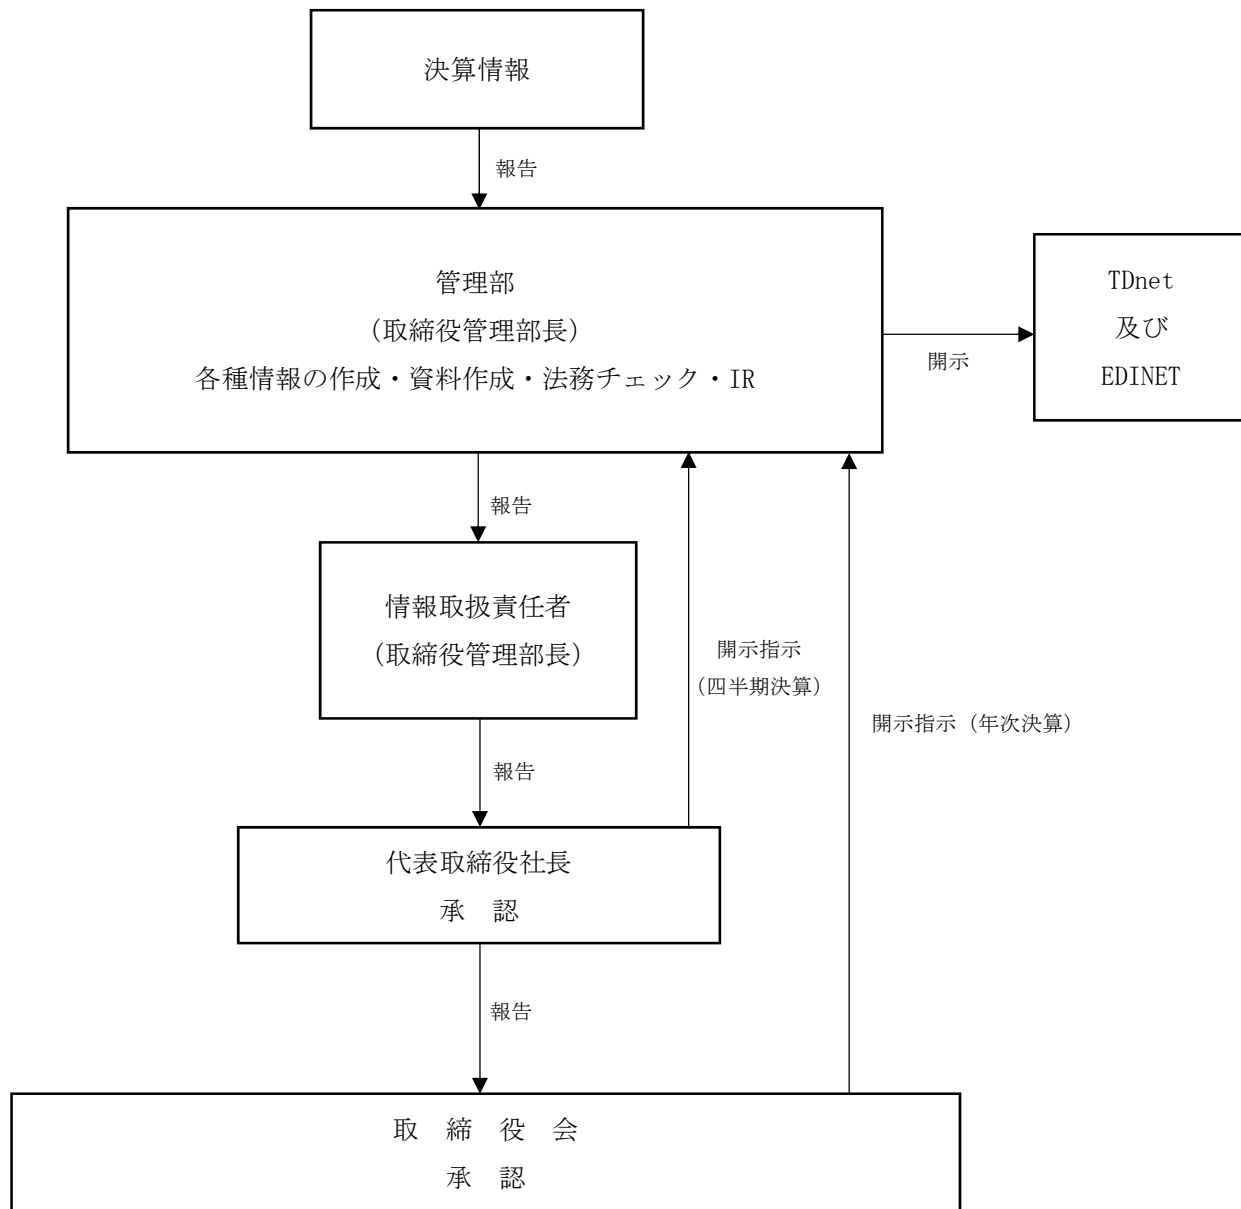 決算情報
報告
管理部
（取締役管理部長）
各種情報の作成・資料作成・法務チェック・IR
開示
TDnet
及び
EDINET
報告
情報取扱責任者
（取締役管理部長）
開示指示
（四半期決算）
開示指示（年次決算）
報告
代表取締役社長
承　認
報告
取　締　役　会
承　認